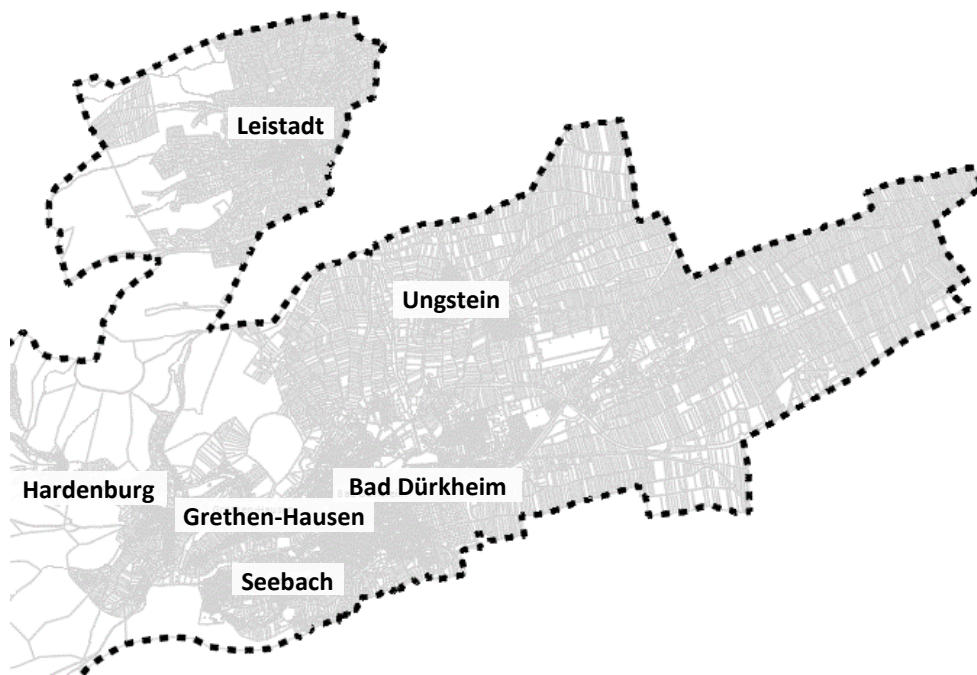 Leistadt
Ungstein
Hardenburg
Bad Dürkheim
Grethen-Hausen
Seebach